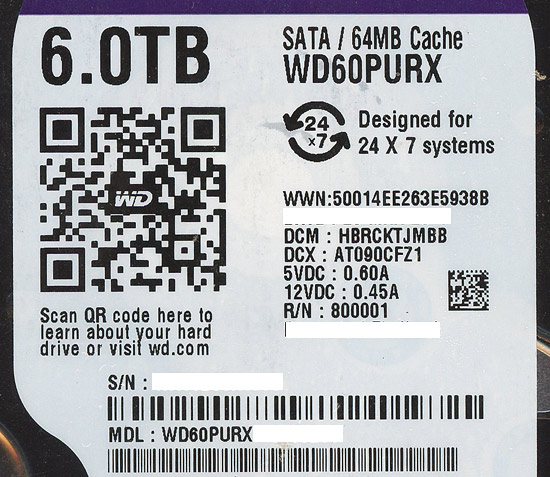 6.0TB
SATA / 64MB Cache
WD60PURX
24
x7
Designed for
24 X 7 systems
WD
WWN:50014EE263E5938B
DCM : HBRCKTJMBB
DCX : AT090CFZ1
5VDC : 0.60A
12VDC : 0.45A
R/N : 800001
Scan QR code here to
learn about your hard
drive or visit wd.com
S/N :
MDL : WD60PURX